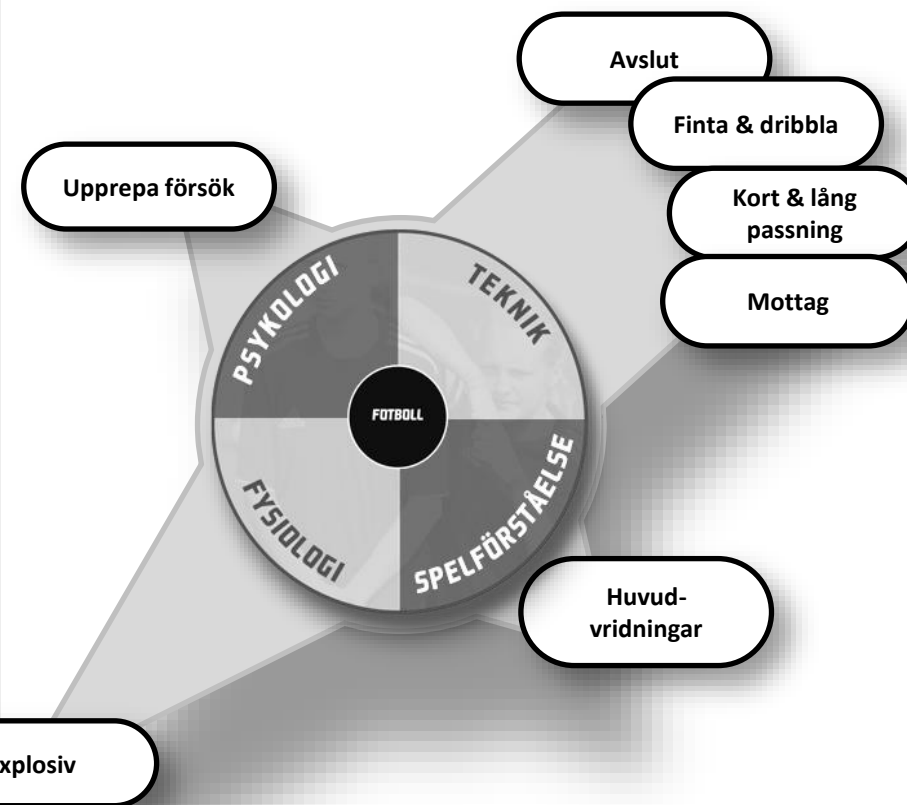 Avslut
Finta & dribbla
Upprepa försök
Kort & lång
passning
Mottag
PSYKOLOGI
TEKNIK
FOTBOLL
FYSIOLOGI
SPELFÖRSTÅELSE
Huvud-
vridningar
xplosiv